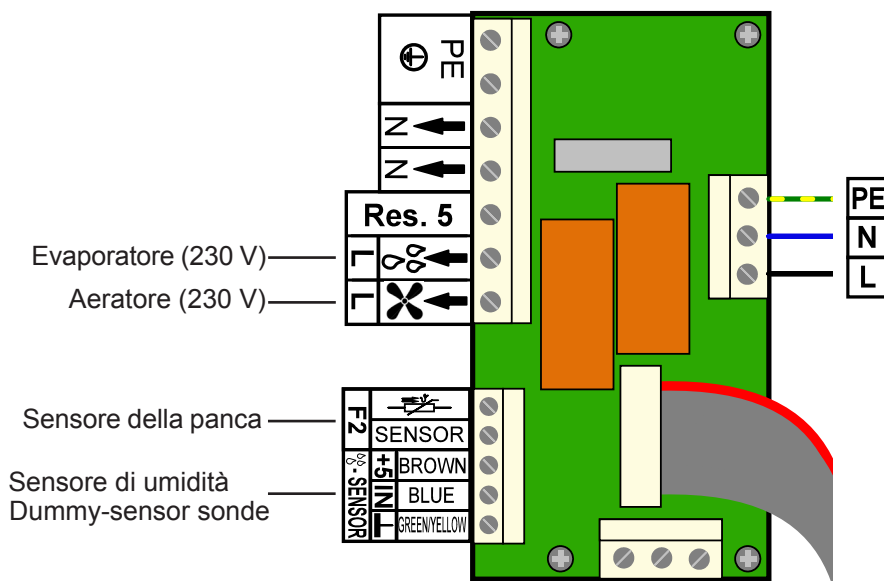 PE
N
N
Res. 5
Evaporatore (230 V)
L
Aeratore (230 V)
L
PE
N
L
Sensore della panca
F2
SENSOR
Sensore di umidità
Dummy-sensor sonde
- SENSOR
+5 BROWN
IN BLUE
GREEN/YELLOW